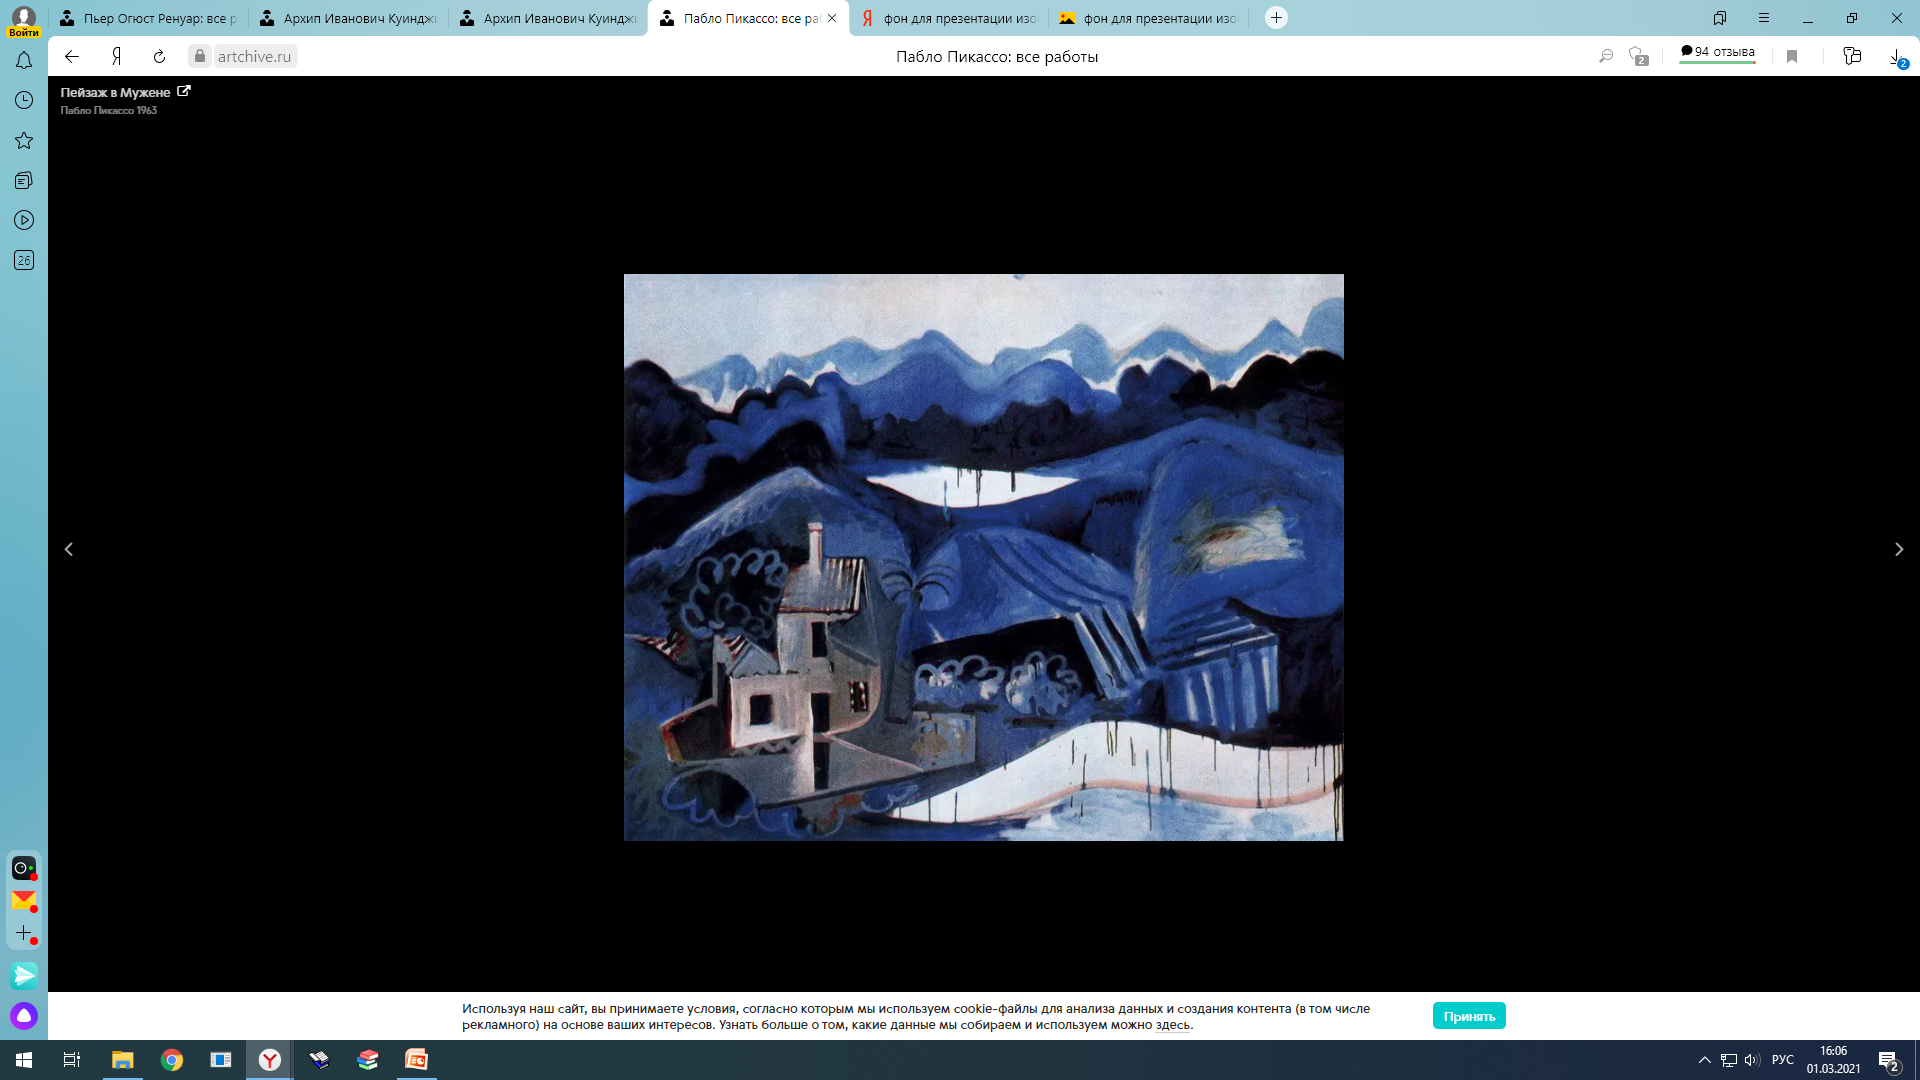 Пьер Огюст Ренуар: все р
Архип Иванович Куиндж
Архип Иванович Куиндж
Пабло Пикассо: все ра
фон для презентации изо
фон для презентации изо
Войти
artchive.ru
Пабло Пикассо: все работы
2
94 отзыва
2
Пейзаж в Мужене
Пабло Пикассо 1963
26
Используя наш сайт, вы принимаете условия, согласно которым мы используем cookie-файлы для анализа данных и создания контента (в том числе
рекламного) на основе ваших интересов. Узнать больше о том, какие данные мы собираем и используем можно здесь.
Принять
РУС
16:06
01.03.2021
2